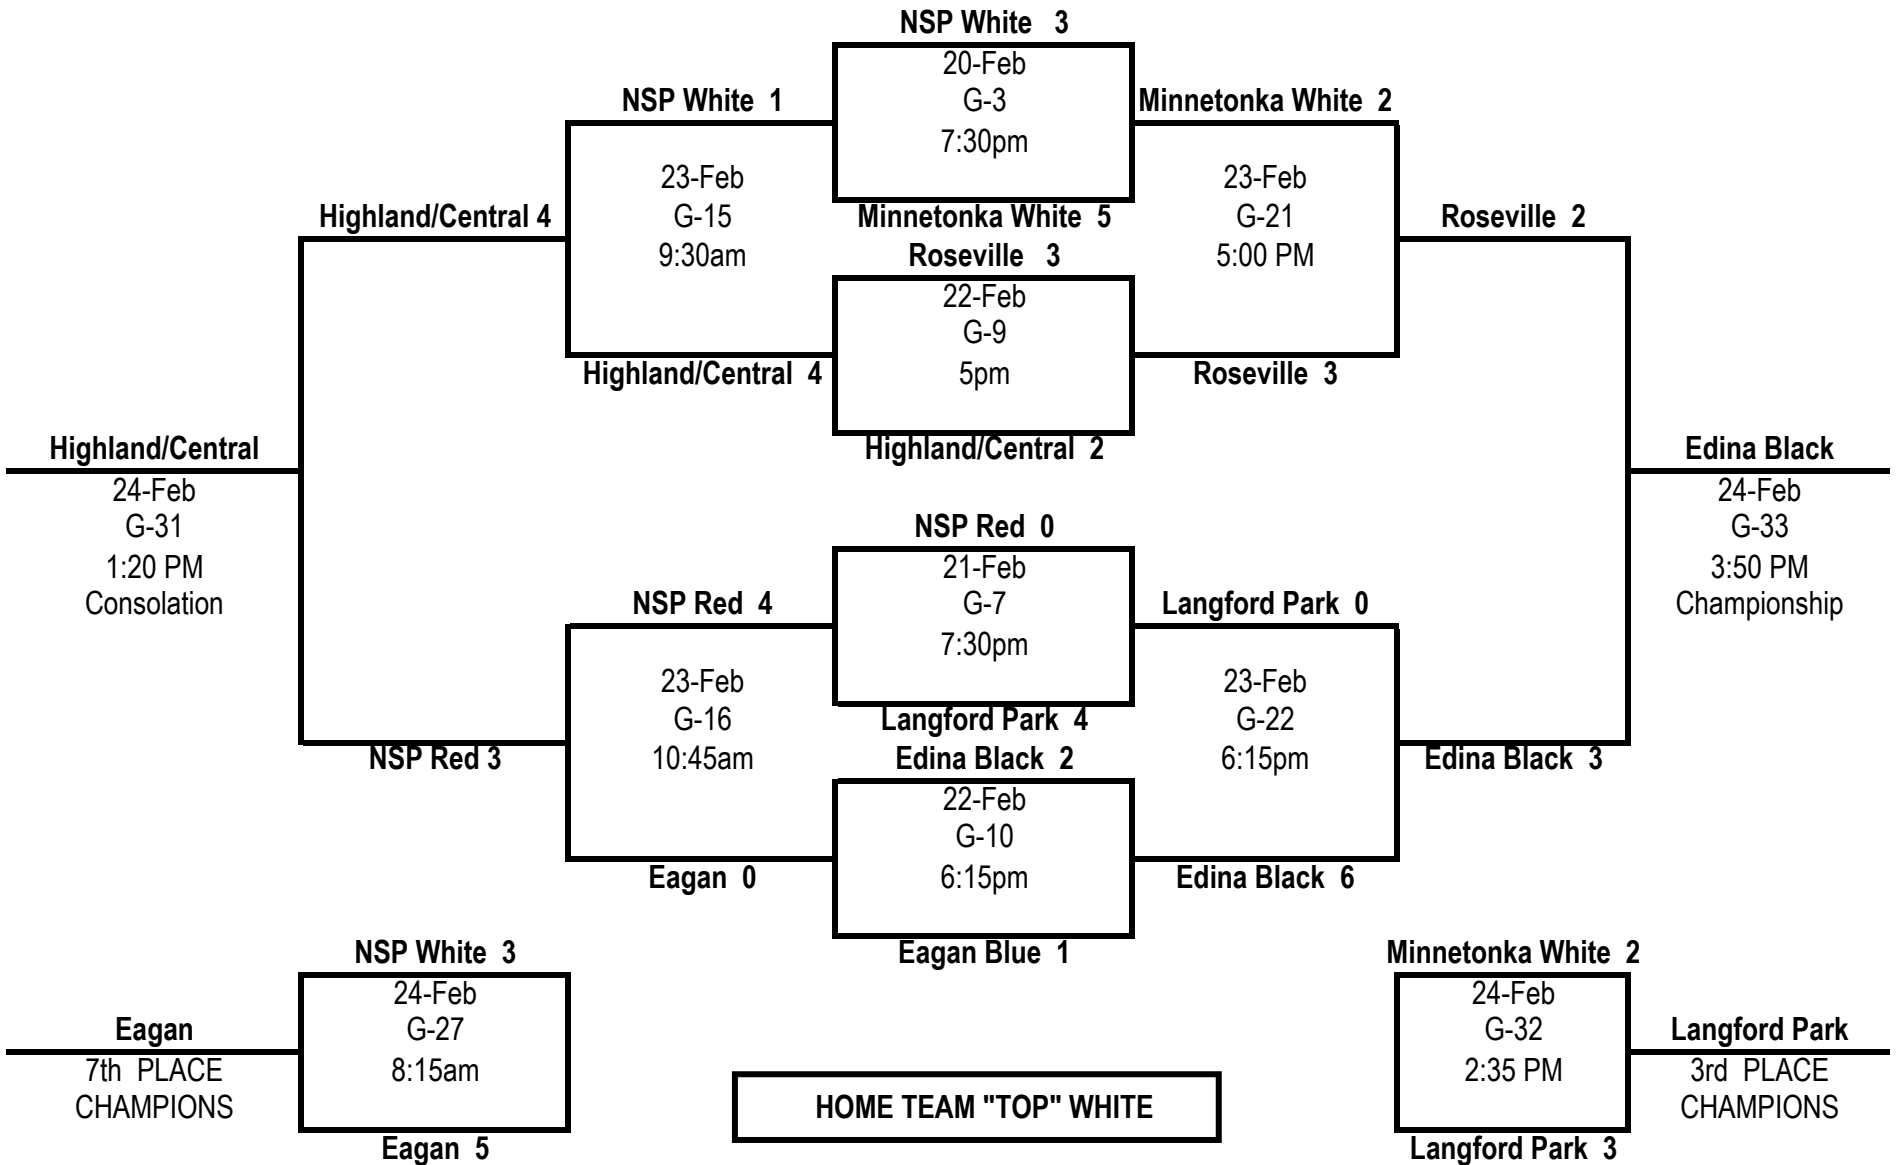 NSP White 3
20-Feb
G-3
7:30pm
Minnetonka White 5
NSP White 1
23-Feb
G-15
9:30am
Highland/Central 4
Minnetonka White 2
23-Feb
G-21
5:00 PM
Roseville 3
Highland/Central 4
Roseville 2
Roseville 3
22-Feb
G-9
5pm
Highland/Central 2
Highland/Central
24-Feb
G-31
1:20 PM
Consolation
Edina Black
24-Feb
G-33
3:50 PM
Championship
NSP Red 0
21-Feb
G-7
7:30pm
Langford Park 4
NSP Red 4
23-Feb
G-16
10:45am
Eagan 0
Langford Park 0
23-Feb
G-22
6:15pm
Edina Black 6
NSP Red 3
Edina Black 3
Edina Black 2
22-Feb
G-10
6:15pm
Eagan Blue 1
NSP White 3
24-Feb
G-27
8:15am
Eagan 5
Eagan
7th PLACE
CHAMPIONS
HOME TEAM "TOP" WHITE
Minnetonka White 2
24-Feb
G-32
2:35 PM
Langford Park 3
Langford Park
3rd PLACE
CHAMPIONS